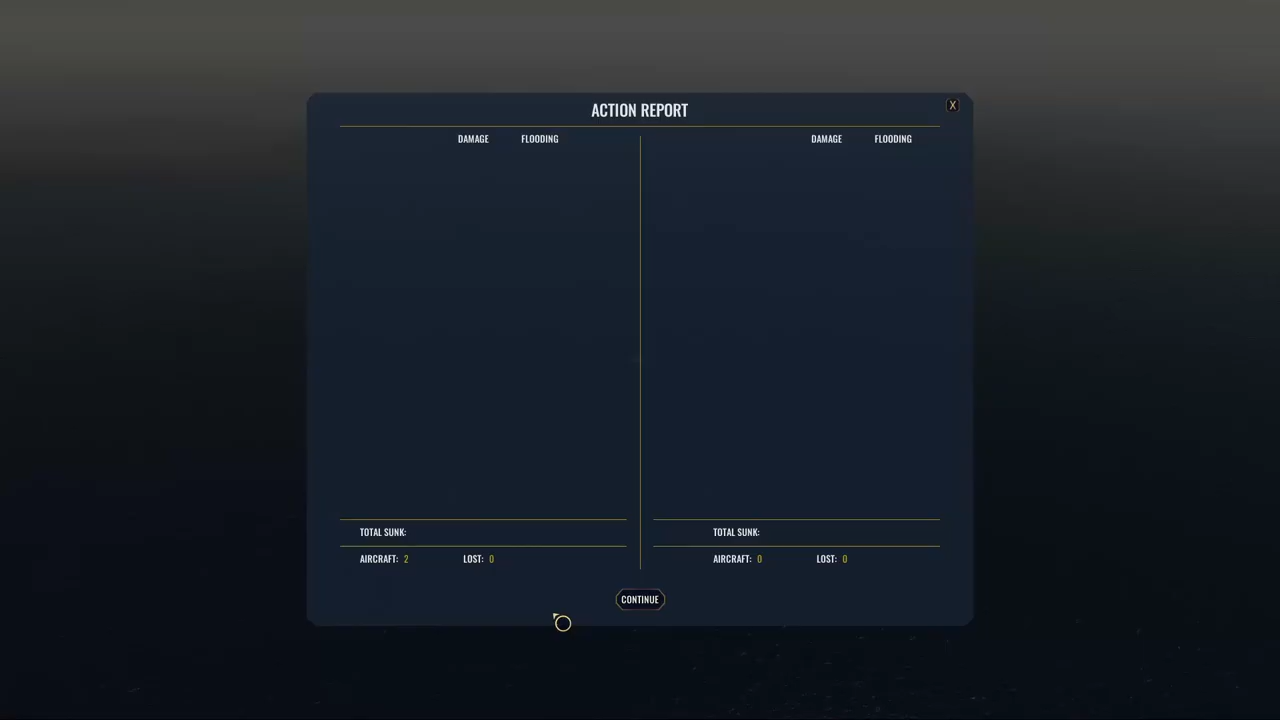 ACTION REPORT
X
DAMAGE FLOODING
DAMAGE FLOODING
TOTAL SUNK:
AIRCRAFT: 2 LOST: 0
TOTAL SUNK:
AIRCRAFT: 0 LOST: 0
CONTINUE